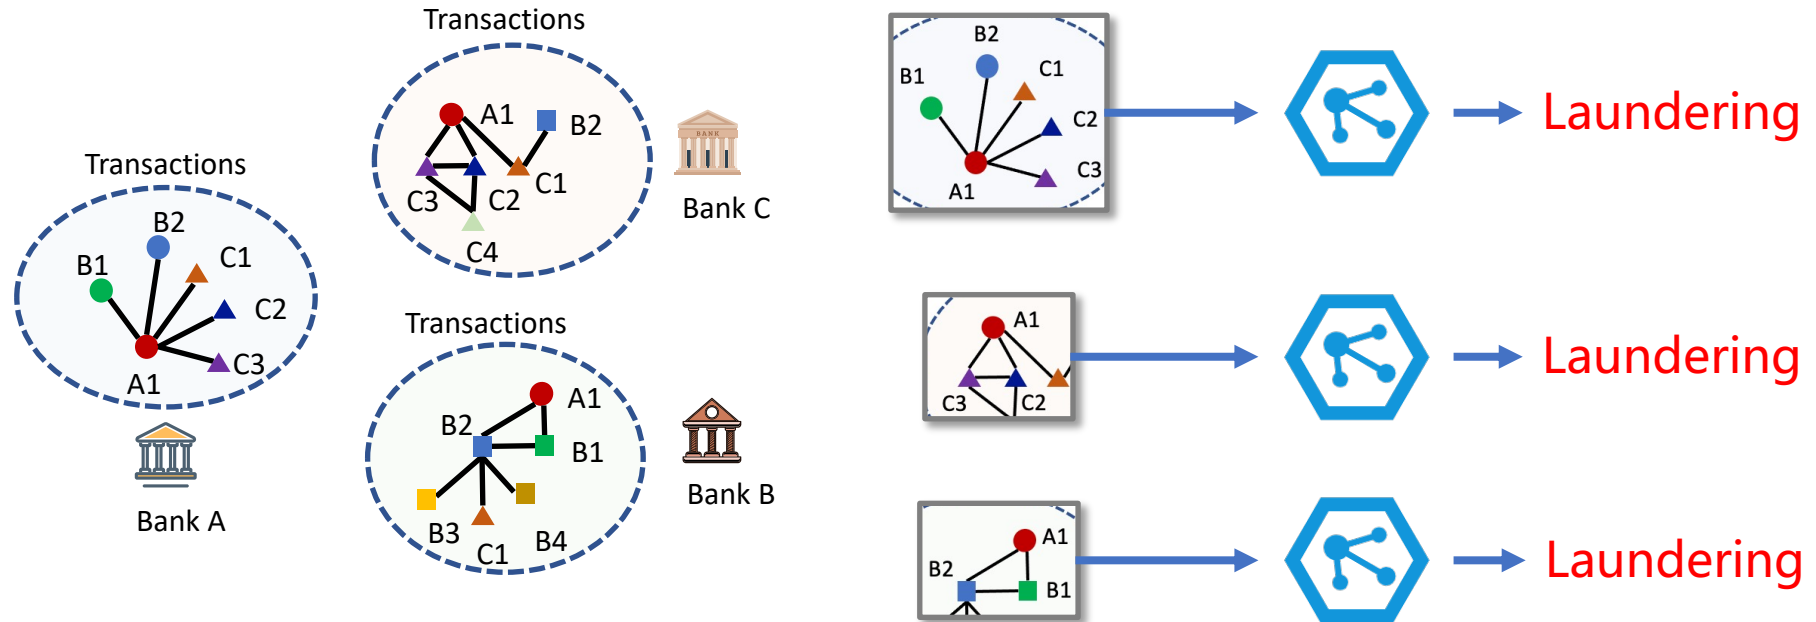 Transactions
B2
B1
C1
C2
C3
A1
Bank A
Transactions
A1
B2
C3
C2
C1
C4
BANK
Bank C
Transactions
A1
B2
B1
B3
C1
B4
Bank B
B2
B1
C1
C2
C3
A1
Laundering
A1
C3
C2
Laundering
A1
B2
B1
Laundering